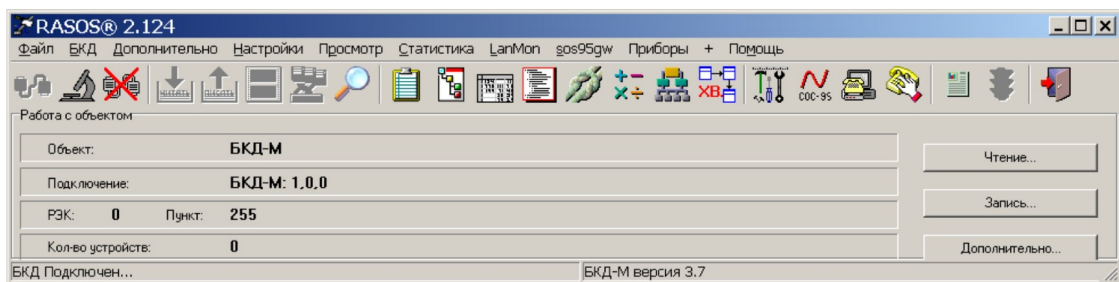 RASOS® 2.124
Файл БКД Дополнительно Настройки Просмотр Статистика LanMon sos95gw Приборы + Помощь
ХВ.
СОС-95
Работа с объектом
Объект: БКД-М
Чтение...
Подключение: БКД-М: 1,0,0
Запись...
РЭК: 0 Пункт: 255
Кол-во устройств: 0
Дополнительно...
БКД Подключен... БКД-М версия 3.7